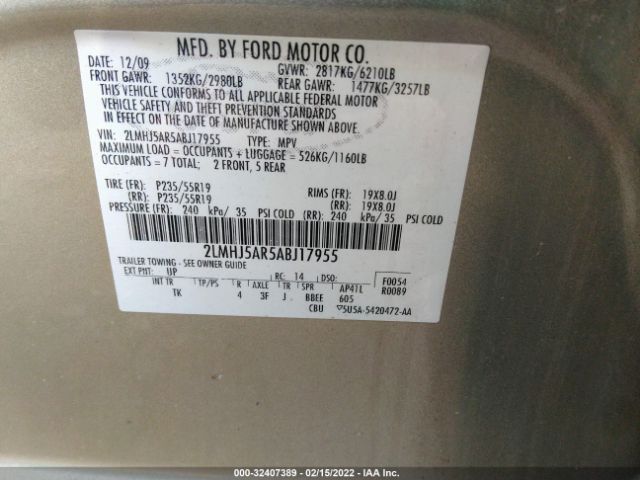 MFD. BY FORD MOTOR CO.
DATE: 12/09 GVWR: 2817KG/6210LB
FRONT GAWR: 1352KG/2980LB REAR GAWR: 1477KG/3257LB
THIS VEHICLE CONFORMS TO ALL APPLICABLE FEDERAL MOTOR
VEHICLE SAFETY AND THEFT PREVENTION STANDARDS
IN EFFECT ON THE DATE OF MANUFACTURE SHOWN ABOVE.
VIN: 2LMHJ5AR5ABJ17955 TYPE: MPV
MAXIMUM LOAD = OCCUPANTS + LUGGAGE = 526KG/1160LB
OCCUPANTS = 7 TOTAL; 2 FRONT, 5 REAR
TIRE (FR): P235/55R19 RIMS (FR): 19X8.0J
(RR): P235/55R19 (RR): 19X8.0J
PRESSURE (FR): 240 kPa/ 35 PSI COLD (RR): 240 kPa/ 35 PSI COLD
2LMHJ5AR5ABJ17955
TRAILER TOWING - SEE OWNER GUIDE
EXT PNT: UP RC: 14 DSO: F0054
INT TR TP/PS R AXLE TR SPR AP41L R0089
TK 4 3F J BBEE 605
CBU 5U5A-5420472-AA
000-32407389 - 02/15/2022 - IAA Inc.